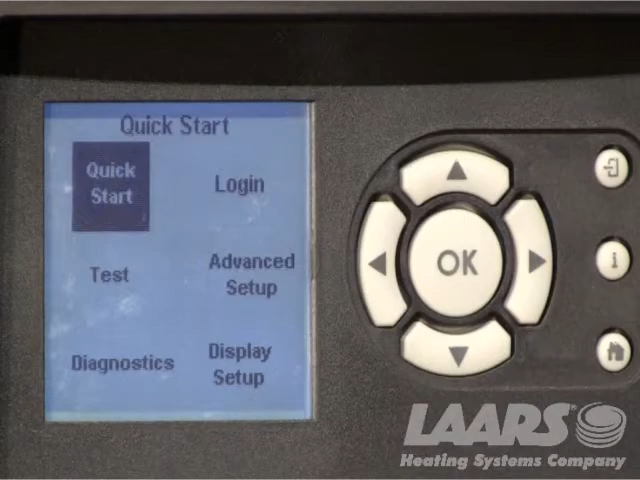 Quick Start
Quick
Start
Login
Test
Advanced
Setup
Diagnostics
Display
Setup
OK
i
LAARS®
Heating Systems Company